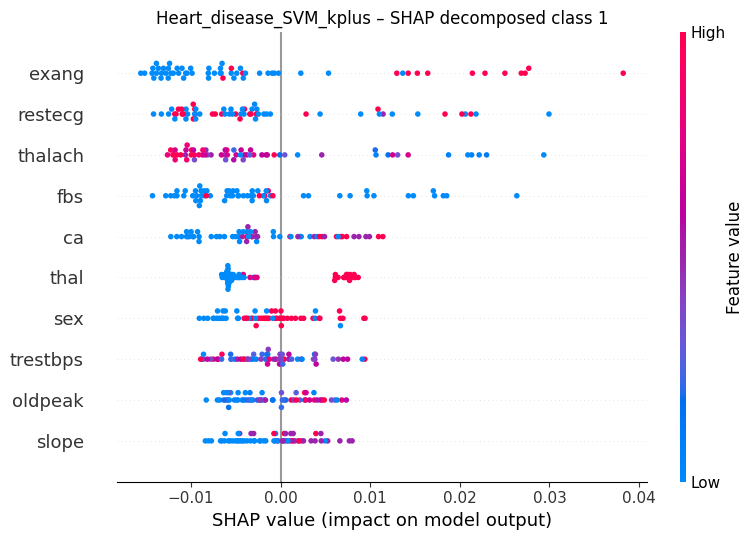 Heart_disease_SVM_kplus – SHAP decomposed class 1
High
exang
restecg
thalach
fbs
ca
thal
sex
trestbps
oldpeak
slope
Feature value
Low
−0.01 0.00 0.01 0.02 0.03 0.04
SHAP value (impact on model output)